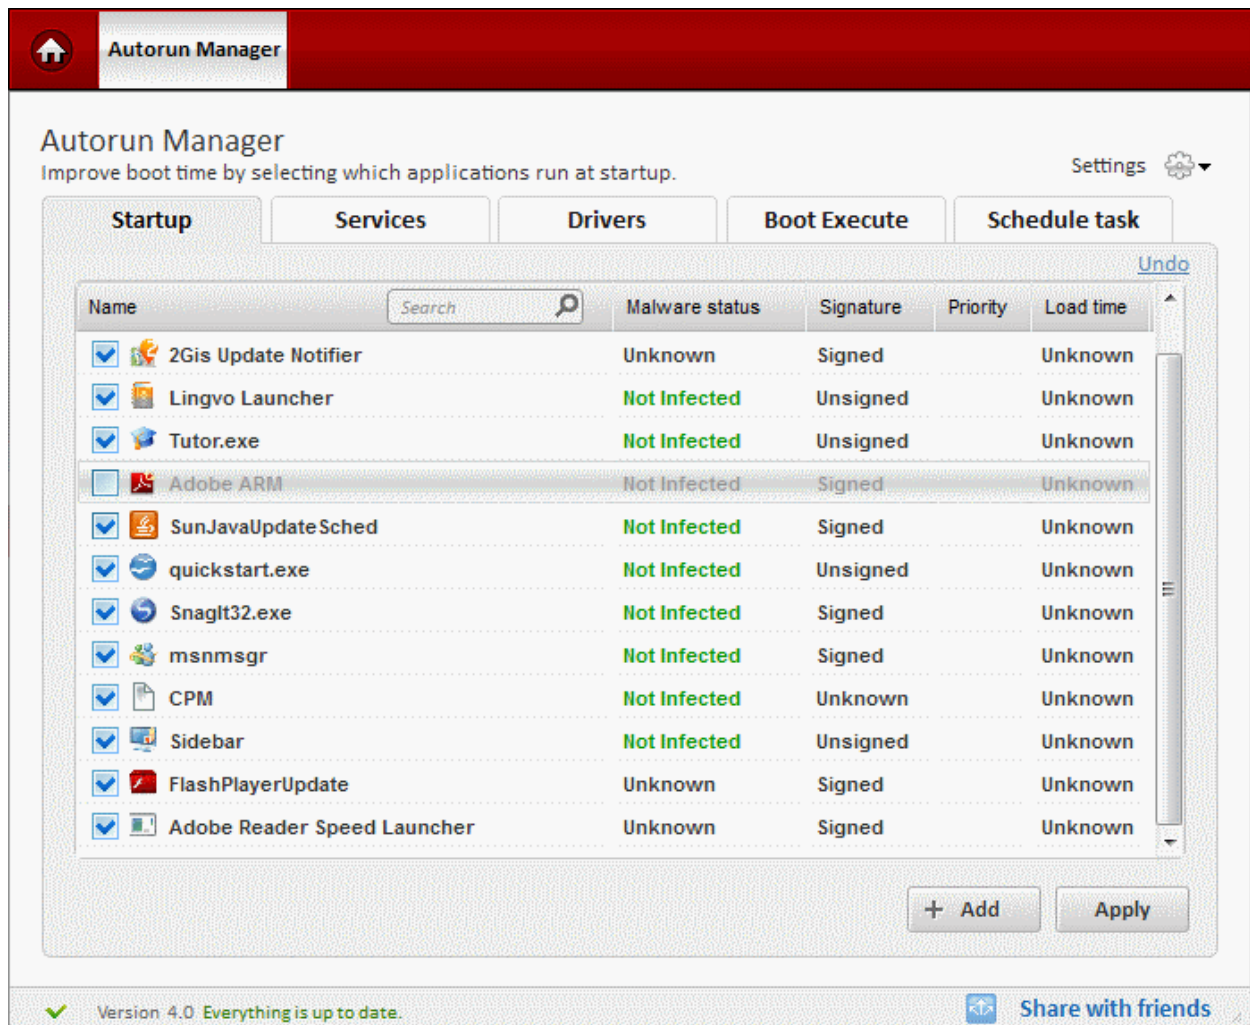 Autorun Manager
Autorun Manager
Improve boot time by selecting which applications run at startup.
Settings
Startup Services Drivers Boot Execute Schedule task
Undo
Name Search Malware status Signature Priority Load time
2Gis Update Notifier Unknown Signed Unknown
Lingvo Launcher Not Infected Unsigned Unknown
Tutor.exe Not Infected Unsigned Unknown
Adobe ARM Not Infected Signed Unknown
SunJavaUpdateSched Not Infected Signed Unknown
quickstart.exe Not Infected Unsigned Unknown
SnagIt32.exe Not Infected Signed Unknown
msnmsgr Not Infected Signed Unknown
CPM Not Infected Unknown Unknown
Sidebar Not Infected Unsigned Unknown
FlashPlayerUpdate Unknown Signed Unknown
Adobe Reader Speed Launcher Unknown Signed Unknown
+ Add Apply
Version 4.0 Everything is up to date. Share with friends